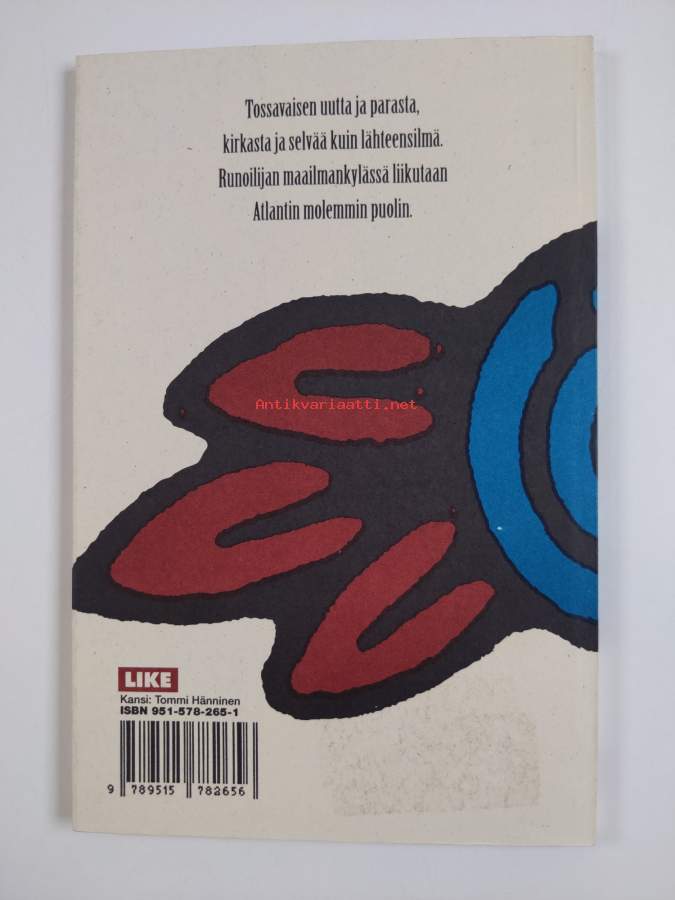 Tossavaisen uutta ja parasta,
kirkasta ja selvää kuin lähteensilmä.
Runoilijan maailmankylässä liikutaan
Atlantin molemmin puolin.
Antikvariaatti.net
LIKE
Kansi: Tommi Hänninen
ISBN 951-578-265-1
9 789515 782656